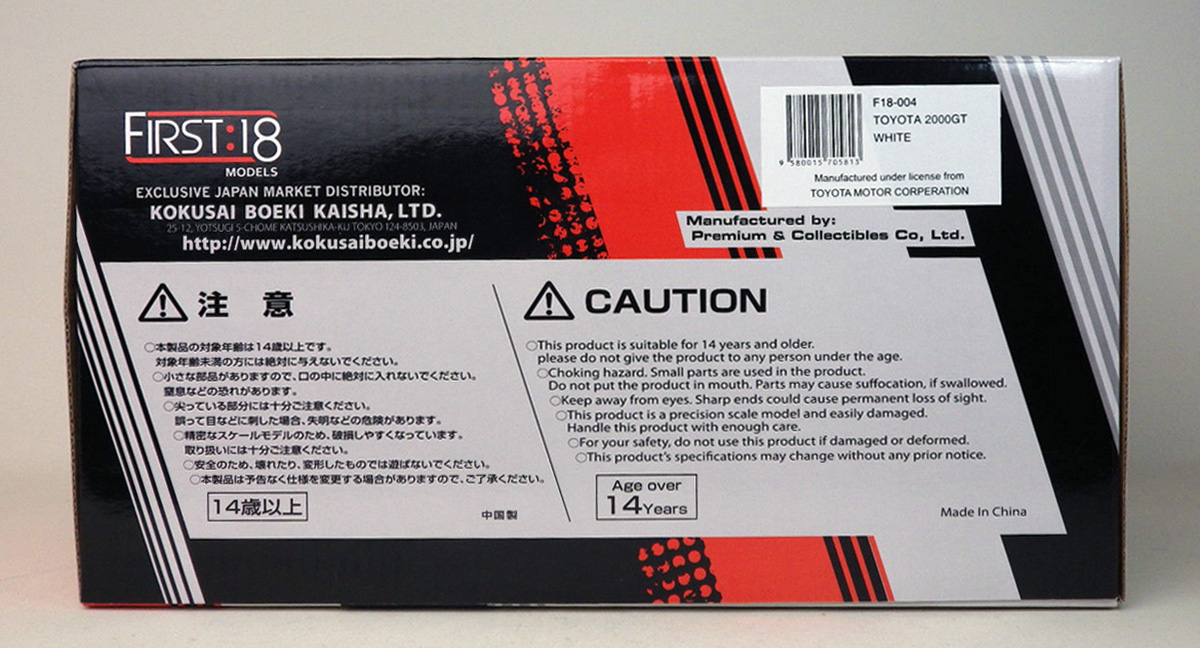 FIRST:18
MODELS
EXCLUSIVE JAPAN MARKET DISTRIBUTOR:
KOKUSAI BOEKI KAISHA, LTD.
25-12, YOTSUGI 5-CHOME KATSUSHIKA-KU TOKYO 124-8503, JAPAN
http://www.kokusaiboeki.co.jp/
F18-004
TOYOTA 2000GT
WHITE
9 580015 705813
Manufactured under license from
TOYOTA MOTOR CORPERATION
Manufactured by:
Premium & Collectibles Co, Ltd.
注 意
○本製品の対象年齢は14歳以上です。
対象年齢未満の方には絶対に与えないでください。
○小さな部品がありますので、口の中に絶対に入れないでください。
窒息などの恐れがあります。
○尖っている部分には十分ご注意ください。
誤って目などに刺した場合、失明などの危険があります。
○精密なスケールモデルのため、破損しやすくなっています。
取り扱いには十分ご注意ください。
○安全のため、壊れたり、変形したものでは遊ばないでください。
○本製品は予告なく仕様を変更する場合がありますので、ご了承ください。
14歳以上
中国製
CAUTION
○This product is suitable for 14 years and older.
please do not give the product to any person under the age.
○Choking hazard. Small parts are used in the product.
Do not put the product in mouth. Parts may cause suffocation, if swallowed.
○Keep away from eyes. Sharp ends could cause permanent loss of sight.
○This product is a precision scale model and easily damaged.
Handle this product with enough care.
○For your safety, do not use this product if damaged or deformed.
○This product's specifications may change without any prior notice.
Age over
14 Years
Made In China